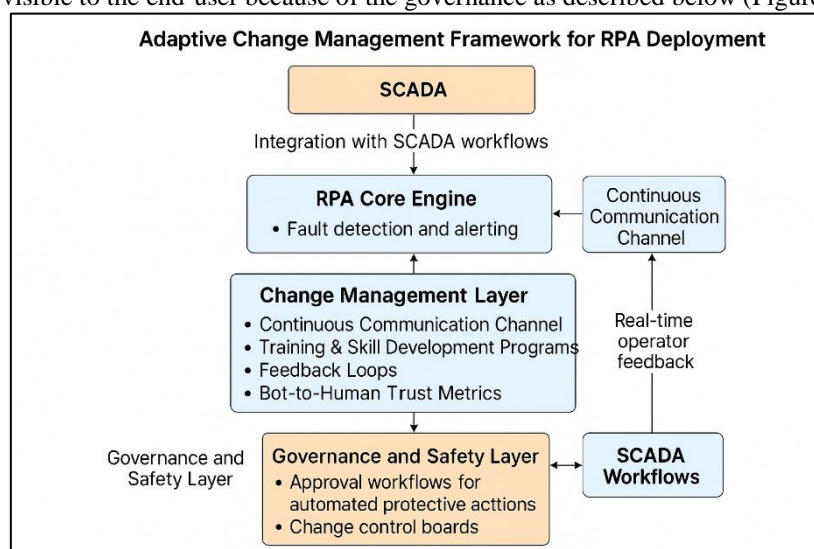 visible to the end-user because of the governance as described below (Figure
Adaptive Change Management Framework for RPA Deployment
SCADA
Integration with SCADA workflows
RPA Core Engine
• Fault detection and alerting
Continuous
Communication
Channel
Change Management Layer
• Continuous Communication Channel
• Training & Skill Development Programs
• Feedback Loops
• Bot-to-Human Trust Metrics
Real-time
operator
feedback
Governance and
Safety Layer
Governance and Safety Layer
• Approval workflows for
automated protective acttions
• Change control boards
SCADA
Workflows